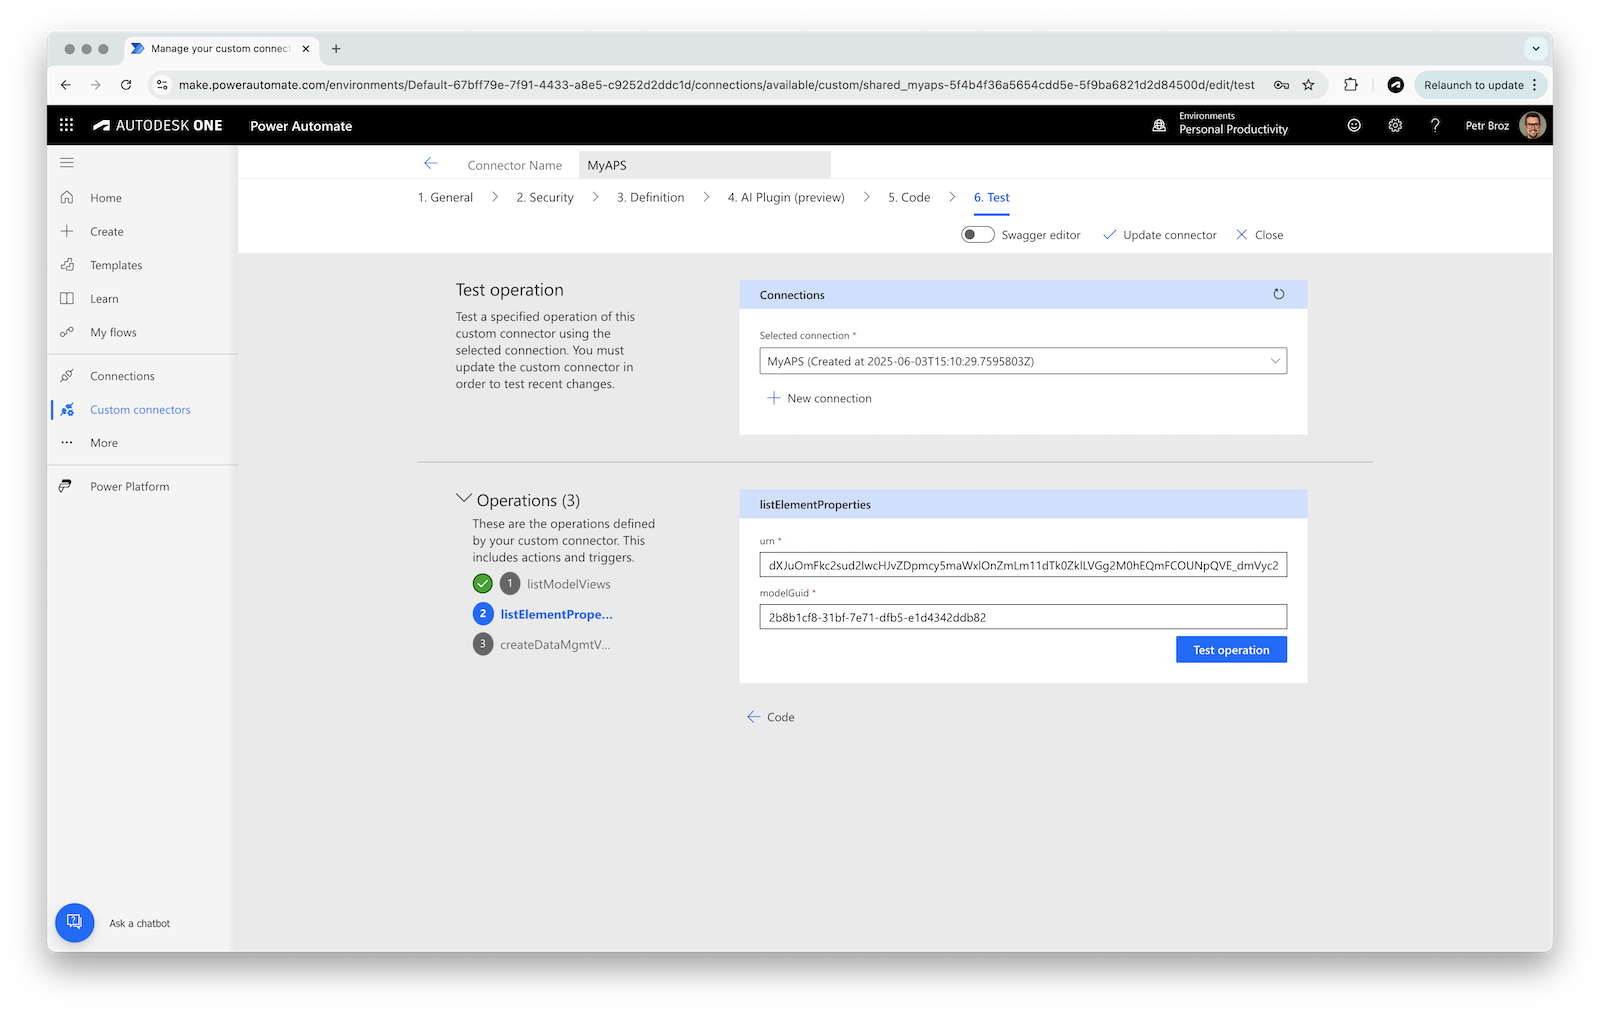 Manage your custom connect
make.powerautomate.com/environments/Default-67bff79e-7f91-4433-a8e5-c9252d2ddc1d/connections/available/custom/shared_myaps-5f4b4f36a5654cdd5e-5f9ba6821d2d84500d/edit/test
Relaunch to update
AUTODESK ONE
Power Automate
Environments
Personal Productivity
Petr Broz
Connector Name
MyAPS
1. General
2. Security
3. Definition
4. AI Plugin (preview)
5. Code
6. Test
Swagger editor
Update connector
Close
Home
Create
Templates
Learn
My flows
Connections
Custom connectors
More
Power Platform
Ask a chatbot
Test operation
Test a specified operation of this
custom connector using the
selected connection. You must
update the custom connector in
order to test recent changes.
Connections
Selected connection *
MyAPS (Created at 2025-06-03T15:10:29.7595803Z)
New connection
Operations (3)
These are the operations defined
by your custom connector. This
includes actions and triggers.
1 listModelViews
2 listElementPrope...
3 createDataMgmtV...
listElementProperties
urn *
dXJuOmFkc2sud2lwcHJvZDpmcy5maWxlOnZmLm11dTk0ZklLVGg2M0hEQmFCOUNpQVE_dmVyc2
modelGuid *
2b8b1cf8-31bf-7e71-dfb5-e1d4342ddb82
Test operation
Code